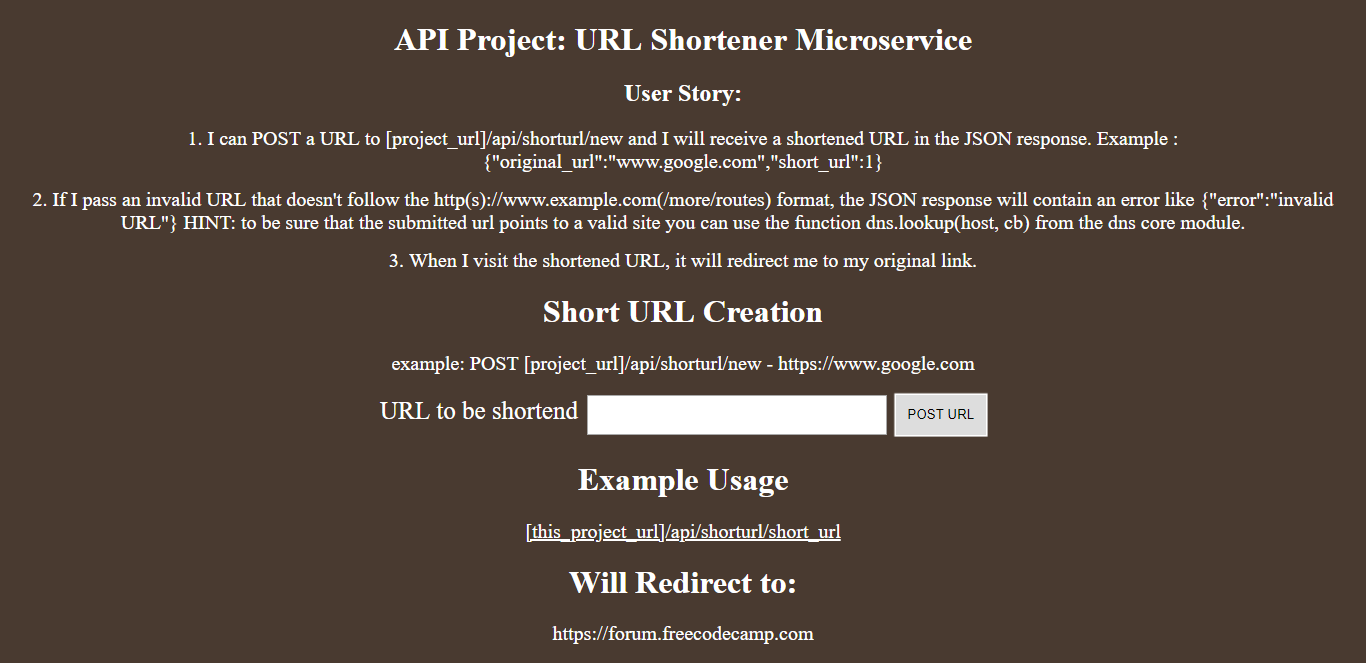 API Project: URL Shortener Microservice
User Story:
1. I can POST a URL to [project_url]/api/shorturl/new and I will receive a shortened URL in the JSON response. Example :
{"original_url":"www.google.com","short_url":1}
2. If I pass an invalid URL that doesn't follow the http(s)://www.example.com(/more/routes) format, the JSON response will contain an error like {"error":"invalid
URL"} HINT: to be sure that the submitted url points to a valid site you can use the function dns.lookup(host, cb) from the dns core module.
3. When I visit the shortened URL, it will redirect me to my original link.
Short URL Creation
example: POST [project_url]/api/shorturl/new - https://www.google.com
URL to be shortend POST URL
Example Usage
[this_project_url]/api/shorturl/short_url
Will Redirect to:
https://forum.freecodecamp.com